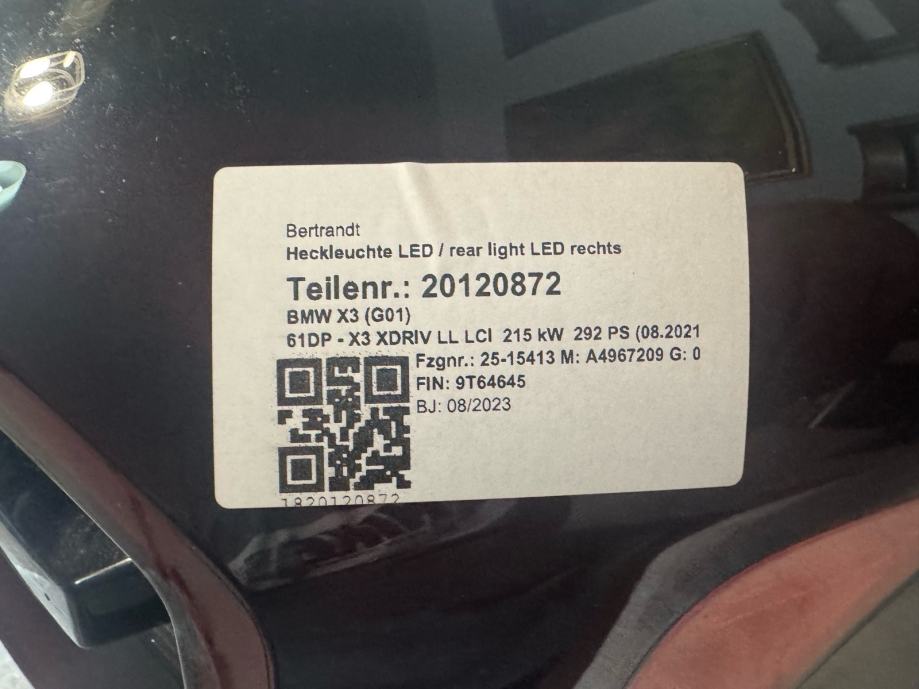 Bertrandt
Heckleuchte LED / rear light LED rechts
Teilenr.: 20120872
BMW X3 (G01)
61DP - X3 XDRIV LL LCI 215 kW 292 PS (08.2021
Fzgnr.: 25-15413 M: A4967209 G: 0
FIN: 9T64645
BJ: 08/2023
1820120872